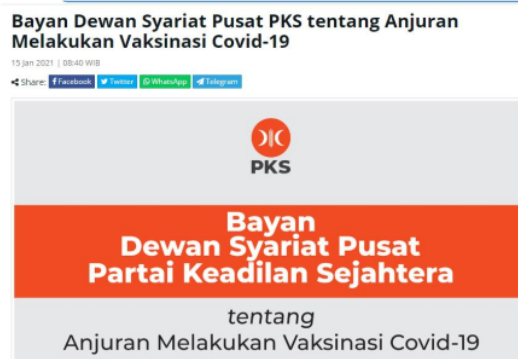 Bayan Dewan Syariat Pusat PKS tentang Anjuran
Melakukan Vaksinasi Covid-19
15 Jan 2021 | 08:40 WIB
Share: Facebook Twitter WhatsApp Telegram
PKS
Bayan
Dewan Syariat Pusat
Partai Keadilan Sejahtera
tentang
Anjuran Melakukan Vaksinasi Covid-19